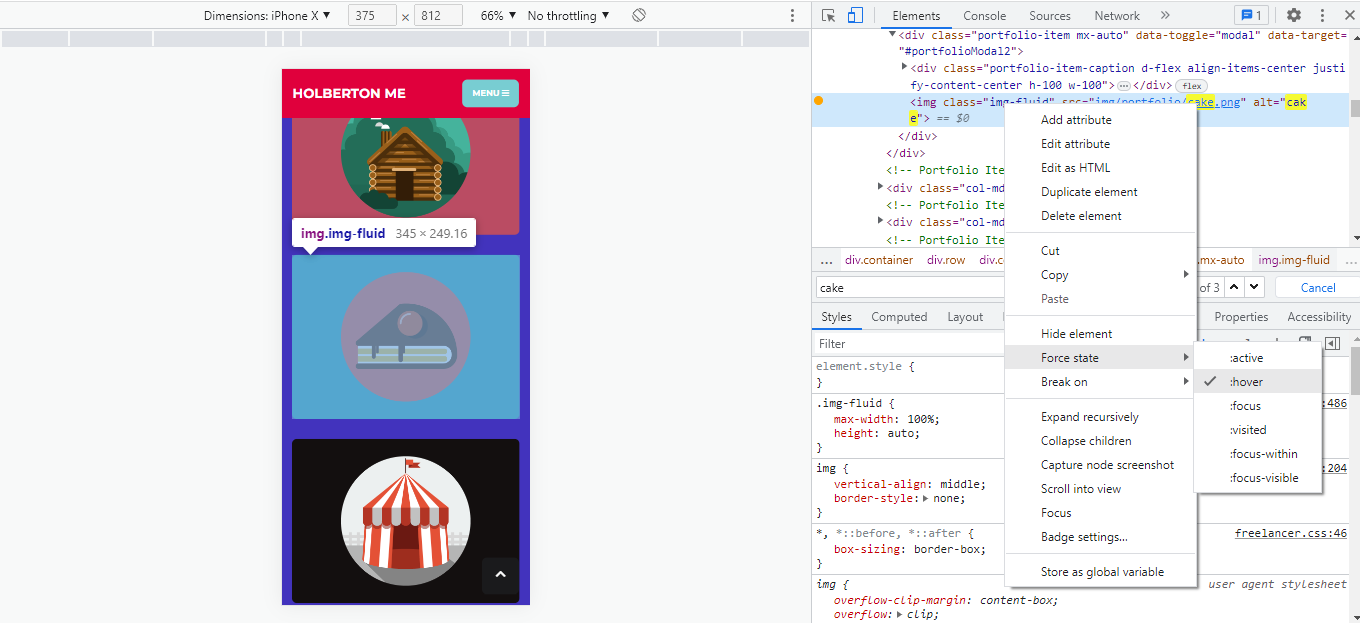 Dimensions: iPhone X ▼ 375 × 812 66% ▼ No throttling ▼
Elements Console Sources Network » 1
HOLBERTON ME
MENU
img.img-fluid 345 × 249.16
▼<div class="portfolio-item mx-auto" data-toggle="modal" data-target=
"#portfolioModal2">
▶<div class="portfolio-item-caption d-flex align-items-center justi
fy-content-center h-100 w-100">…</div> flex
<img class="img-fluid" src="img/portfolio/cake.png" alt="cak
e"> == $0
</div>
</div>
<!-- Portfolio Ite
▶<div class="col-md
<!-- Portfolio Ite
▶<div class="col-md
<!-- Portfolio Ite
… div.container div.row div.c .mx-auto img.img-fluid …
cake of 3 Cancel
Styles Computed Layout Properties Accessibility
Filter
element.style {
}
.img-fluid { :486
max-width: 100%;
height: auto;
}
img { :204
vertical-align: middle;
border-style:▶ none;
}
*, *::before, *::after { freelancer.css:46
box-sizing: border-box;
}
img { user agent stylesheet
overflow-clip-margin: content-box;
overflow:▶ clip;
Add attribute
Edit attribute
Edit as HTML
Duplicate element
Delete element
Cut
Copy
Paste
Hide element
Force state
Break on
Expand recursively
Collapse children
Capture node screenshot
Scroll into view
Focus
Badge settings...
Store as global variable
:active
:hover
:focus
:visited
:focus-within
:focus-visible